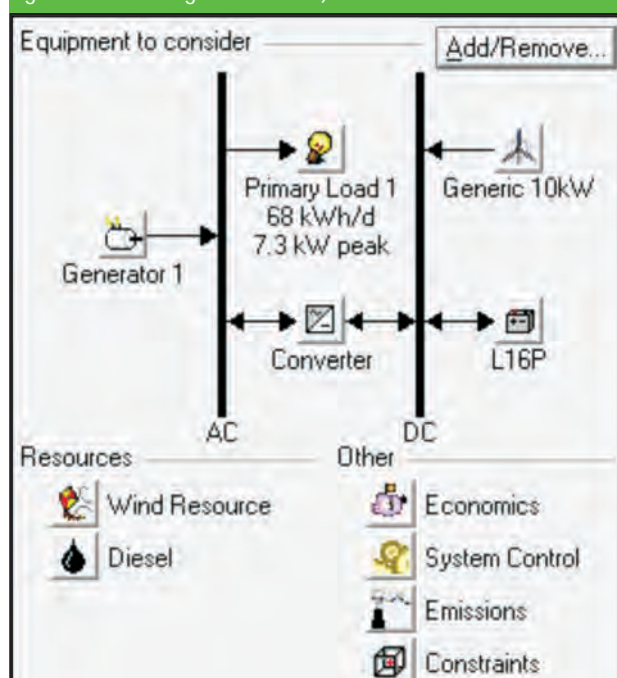 Equipment to consider Add/Remove...
Primary Load 1
68 kWh/d
7.3 kW peak
Generic 10kW
Generator 1
Converter
L16P
AC DC
Resources Other
Wind Resource Economics
Diesel System Control
Emissions
Constraints